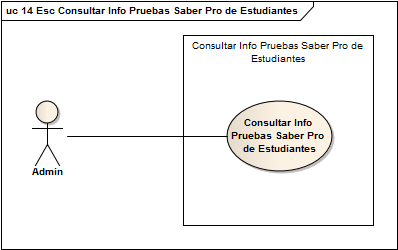 uc 14 Esc Consultar Info Pruebas Saber Pro de Estudiantes
Consultar Info Pruebas Saber Pro de
Estudiantes
Consultar Info
Pruebas Saber Pro
de Estudiantes
Admin